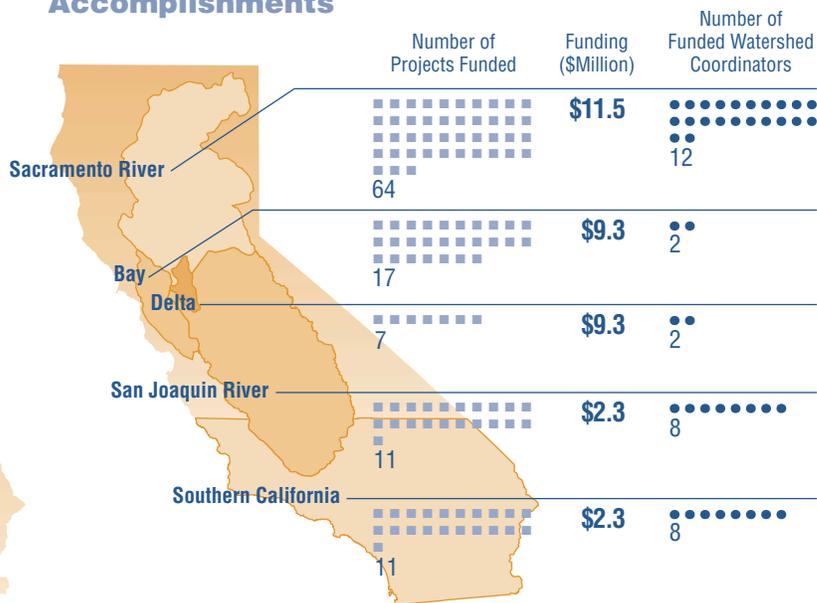 Accomplishments
Number of
Projects Funded
Funding
($Million)
Number of
Funded Watershed
Coordinators
Sacramento River
64
$11.5
12
Bay
17
$9.3
2
Delta
7
$9.3
2
San Joaquin River
11
$2.3
8
Southern California
11
$2.3
8